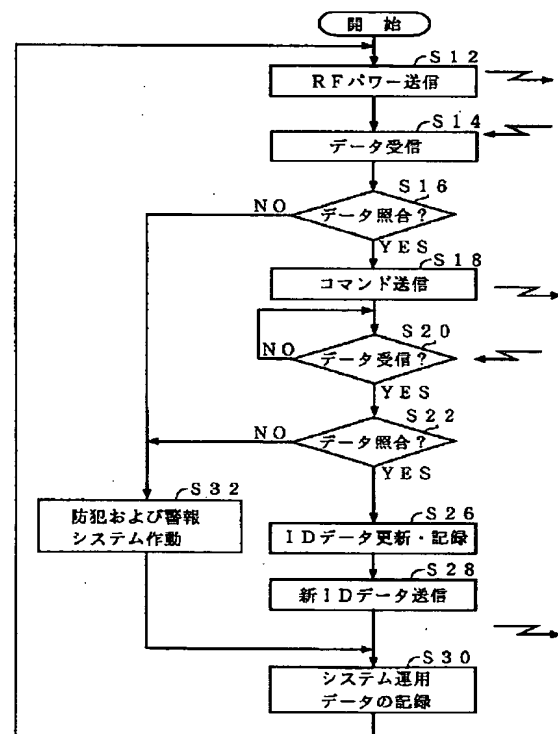 開 始
S12
RFパワー送信
S14
データ受信
S16
データ照合?
NO
YES
S18
コマンド送信
S20
データ受信?
NO
YES
S22
データ照合?
NO
YES
S32
防犯および警報
システム作動
S26
IDデータ更新・記録
S28
新IDデータ送信
S30
システム運用
データの記録